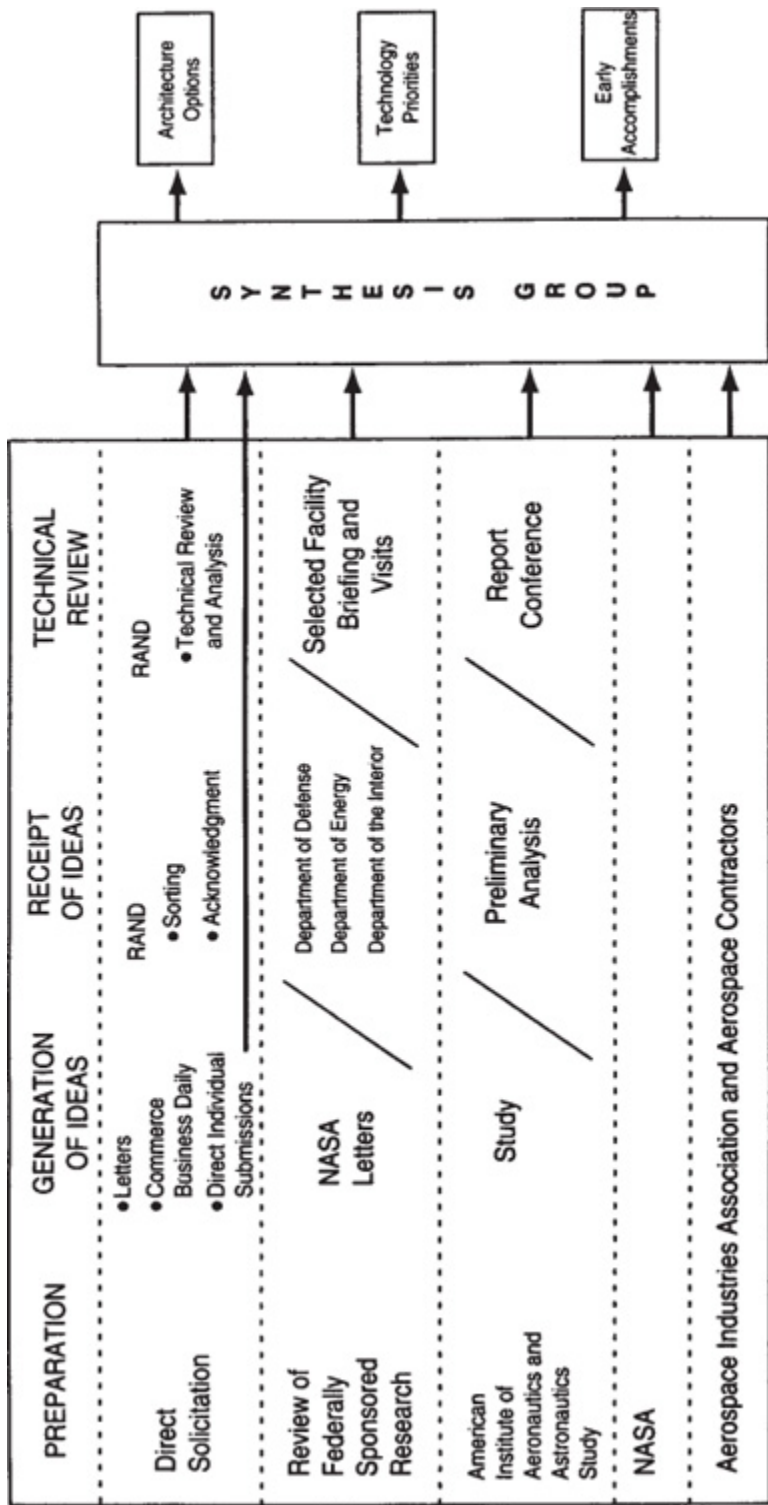 PREPARATION
GENERATION
OF IDEAS
RECEIPT
OF IDEAS
TECHNICAL
REVIEW
Direct
Solicitation
•Letters
•Commerce
Business Daily
•Direct Individual
Submissions
RAND
•Sorting
•Acknowledgment
RAND
•Technical Review
and Analysis
Review of
Federally
Sponsored
Research
NASA
Letters
Department of Defense
Department of Energy
Department of the Interior
Selected Facility
Briefing and
Visits
American
Institute of
Aeronautics and
Astronautics
Study
Study
Preliminary
Analysis
Report
Conference
NASA
Aerospace Industries Association and Aerospace Contractors
SYNTHESIS GROUP
Architecture
Options
Technology
Priorities
Early
Accomplishments